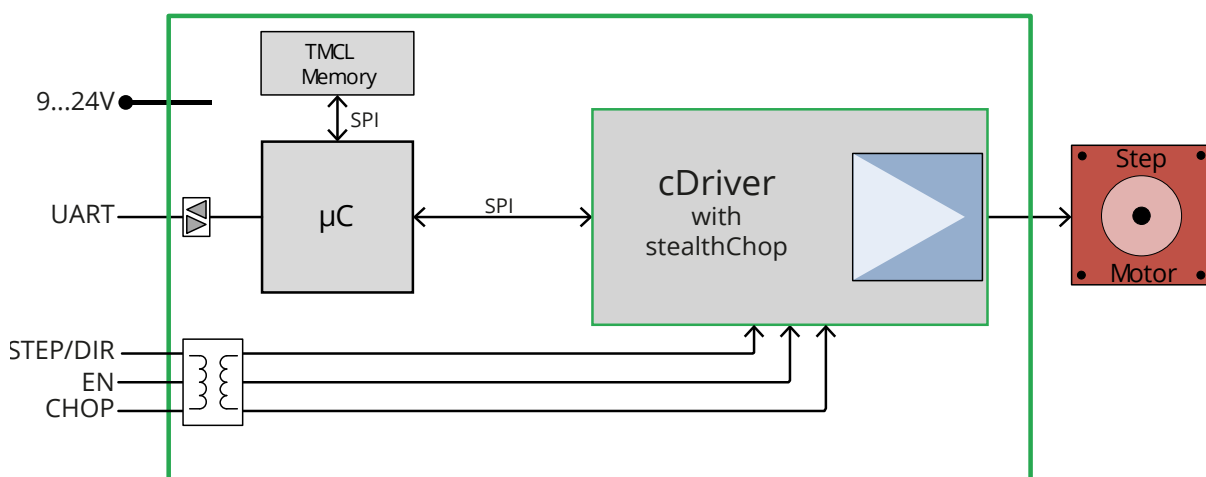 TMCL
Memory
9...24V
SPI
UART
µC
SPI
cDriver
with
stealthChop
Step
Motor
STEP/DIR
EN
CHOP